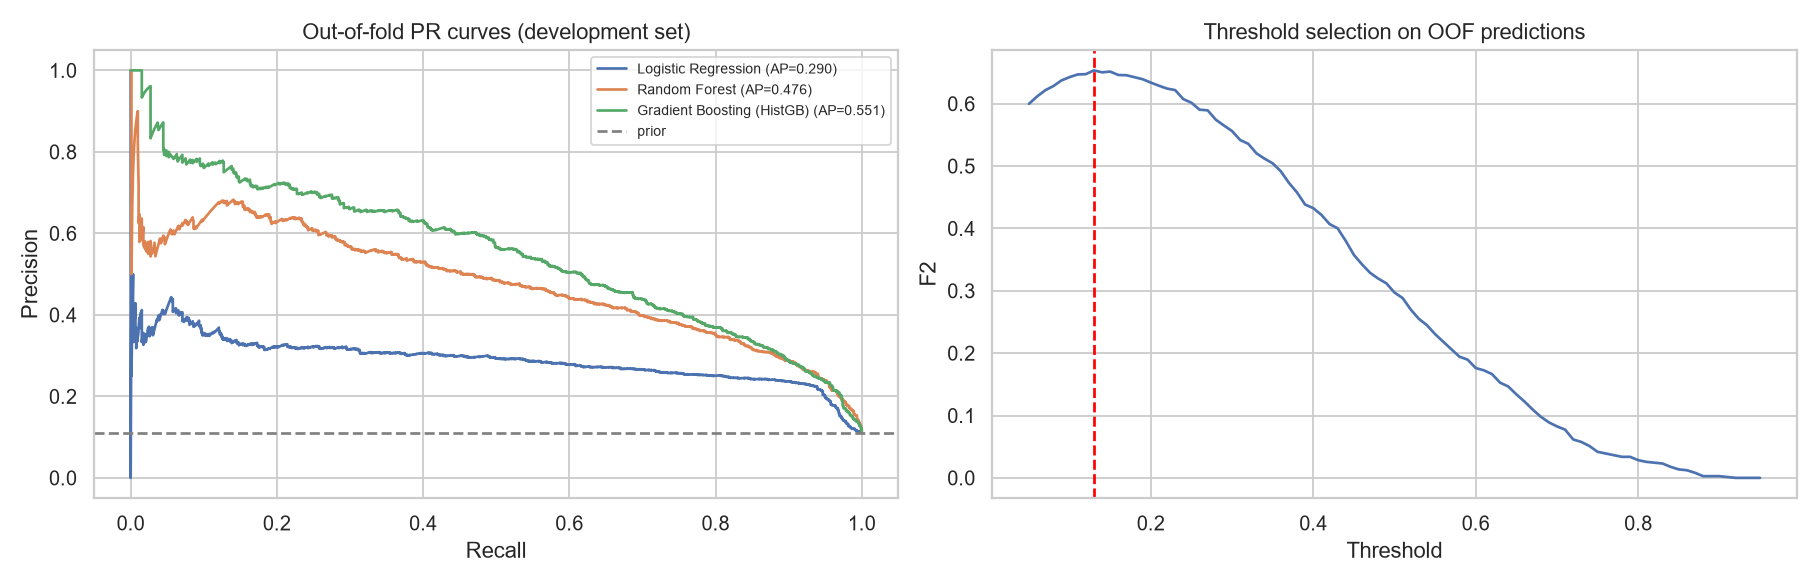 Out-of-fold PR curves (development set)
Logistic Regression (AP=0.290)
Random Forest (AP=0.476)
Gradient Boosting (HistGB) (AP=0.551)
prior
Precision
1.0
0.8
0.6
0.4
0.2
0.0
0.0 0.2 0.4 0.6 0.8 1.0
Recall
Threshold selection on OOF predictions
F2
0.6
0.5
0.4
0.3
0.2
0.1
0.0
0.2 0.4 0.6 0.8
Threshold